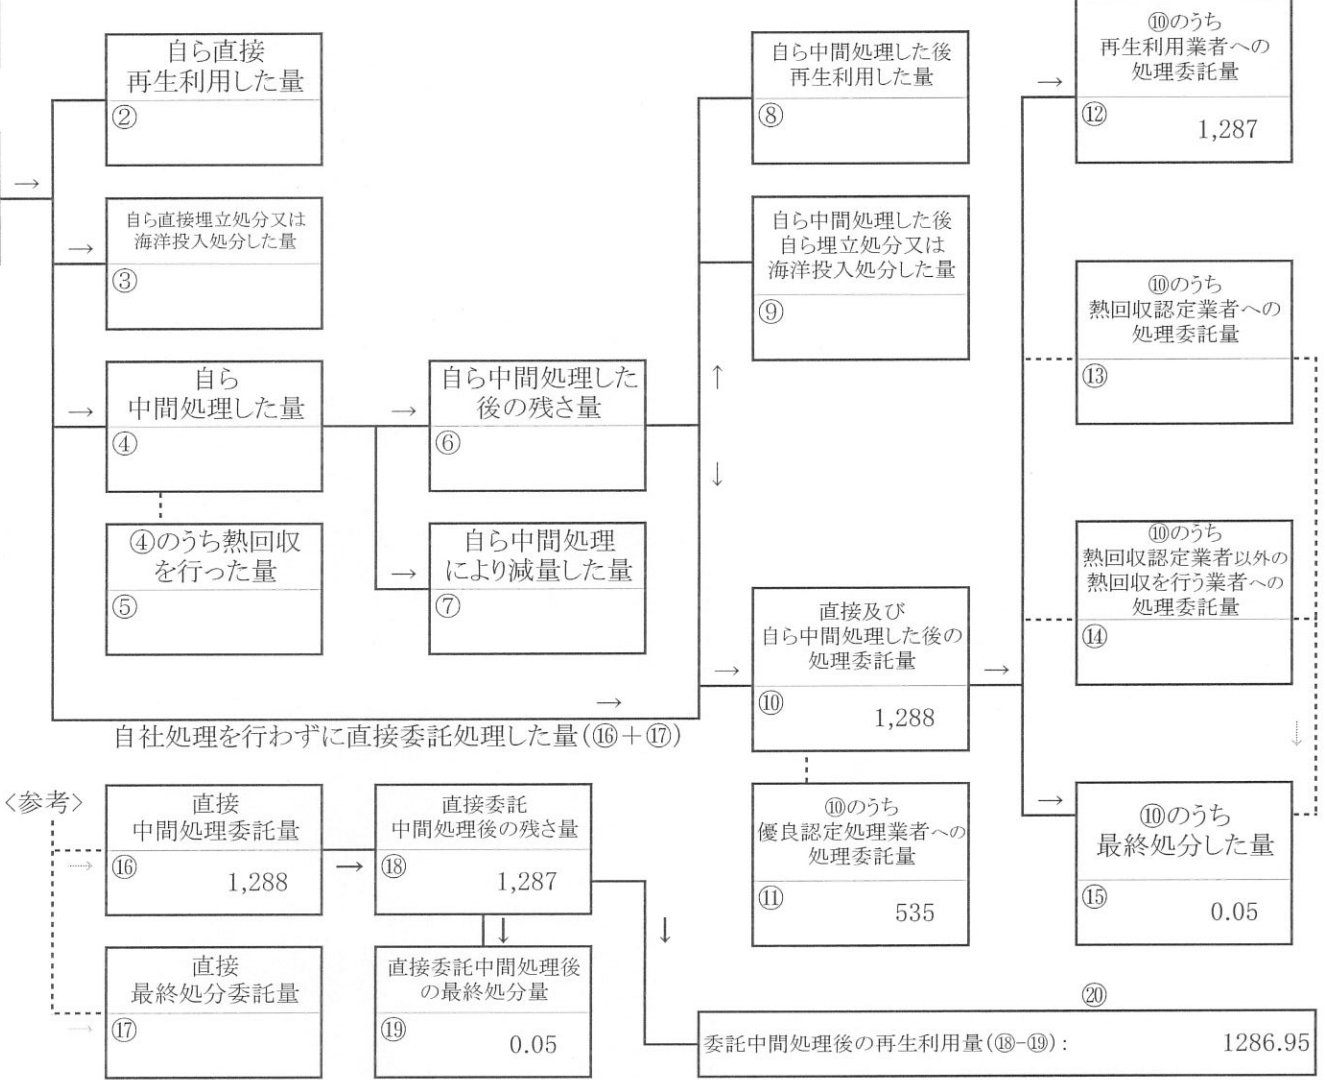 自ら直接
再生利用した量
②
自ら直接埋立処分又は
海洋投入処分した量
③
自ら
中間処理した量
④
④のうち熱回収
を行った量
⑤
自ら中間処理した
後の残さ量
⑥
自ら中間処理
により減量した量
⑦
自ら中間処理した後
再生利用した量
⑧
自ら中間処理した後
自ら埋立処分又は
海洋投入処分した量
⑨
直接及び
自ら中間処理した後の
処理委託量
⑩
1,288
⑩のうち
優良認定処理業者への
処理委託量
⑪
535
⑩のうち
再生利用業者への
処理委託量
⑫
1,287
⑩のうち
熱回収認定業者への
処理委託量
⑬
⑩のうち
熱回収認定業者以外の
熱回収を行う業者への
処理委託量
⑭
⑩のうち
最終処分した量
⑮
0.05
自社処理を行わずに直接委託処理した量(⑯+⑰)
〈参考〉
直接
中間処理委託量
⑯
1,288
直接
最終処分委託量
⑰
直接委託
中間処理後の残さ量
⑱
1,287
直接委託中間処理後
の最終処分量
⑲
0.05
⑳
委託中間処理後の再生利用量(⑱-⑲): 1286.95